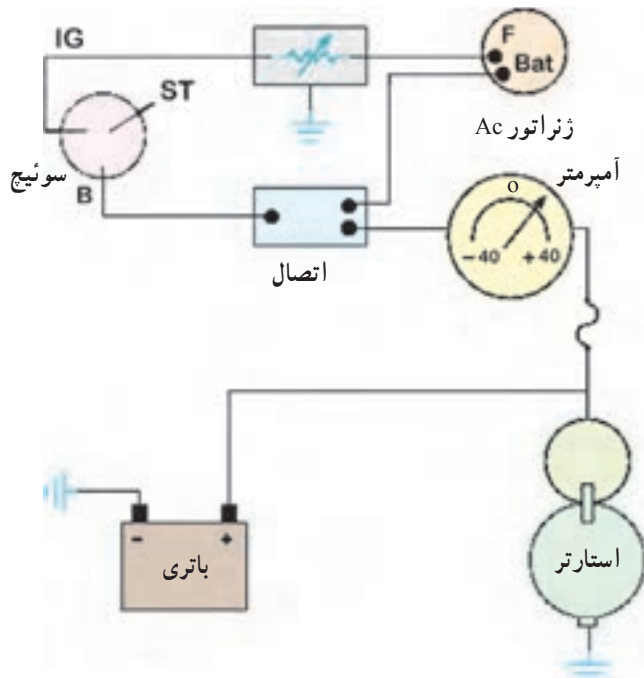 IG
F
Bat
ST
ژنراتور Ac
سوئیچ
آمپرمتر
B
o
-40 +40
اتصال
- +
باتری
استارتر